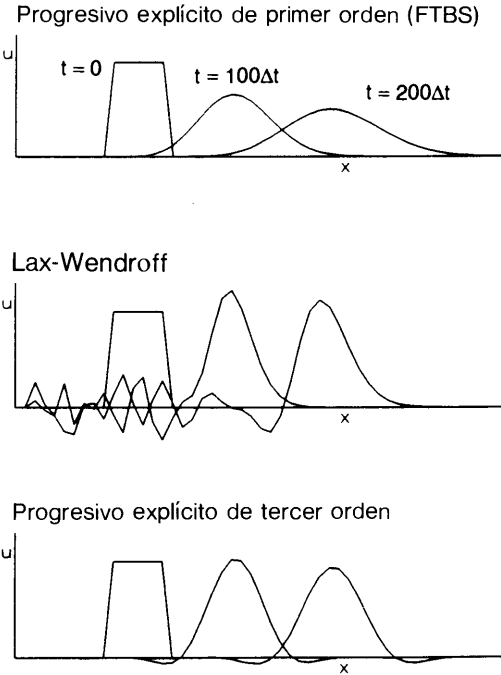 Progresivo explícito de primer orden (FTBS)
u
t = 0
t = 100Δt
t = 200Δt
x
Lax-Wendroff
u
x
Progresivo explícito de tercer orden
u
x